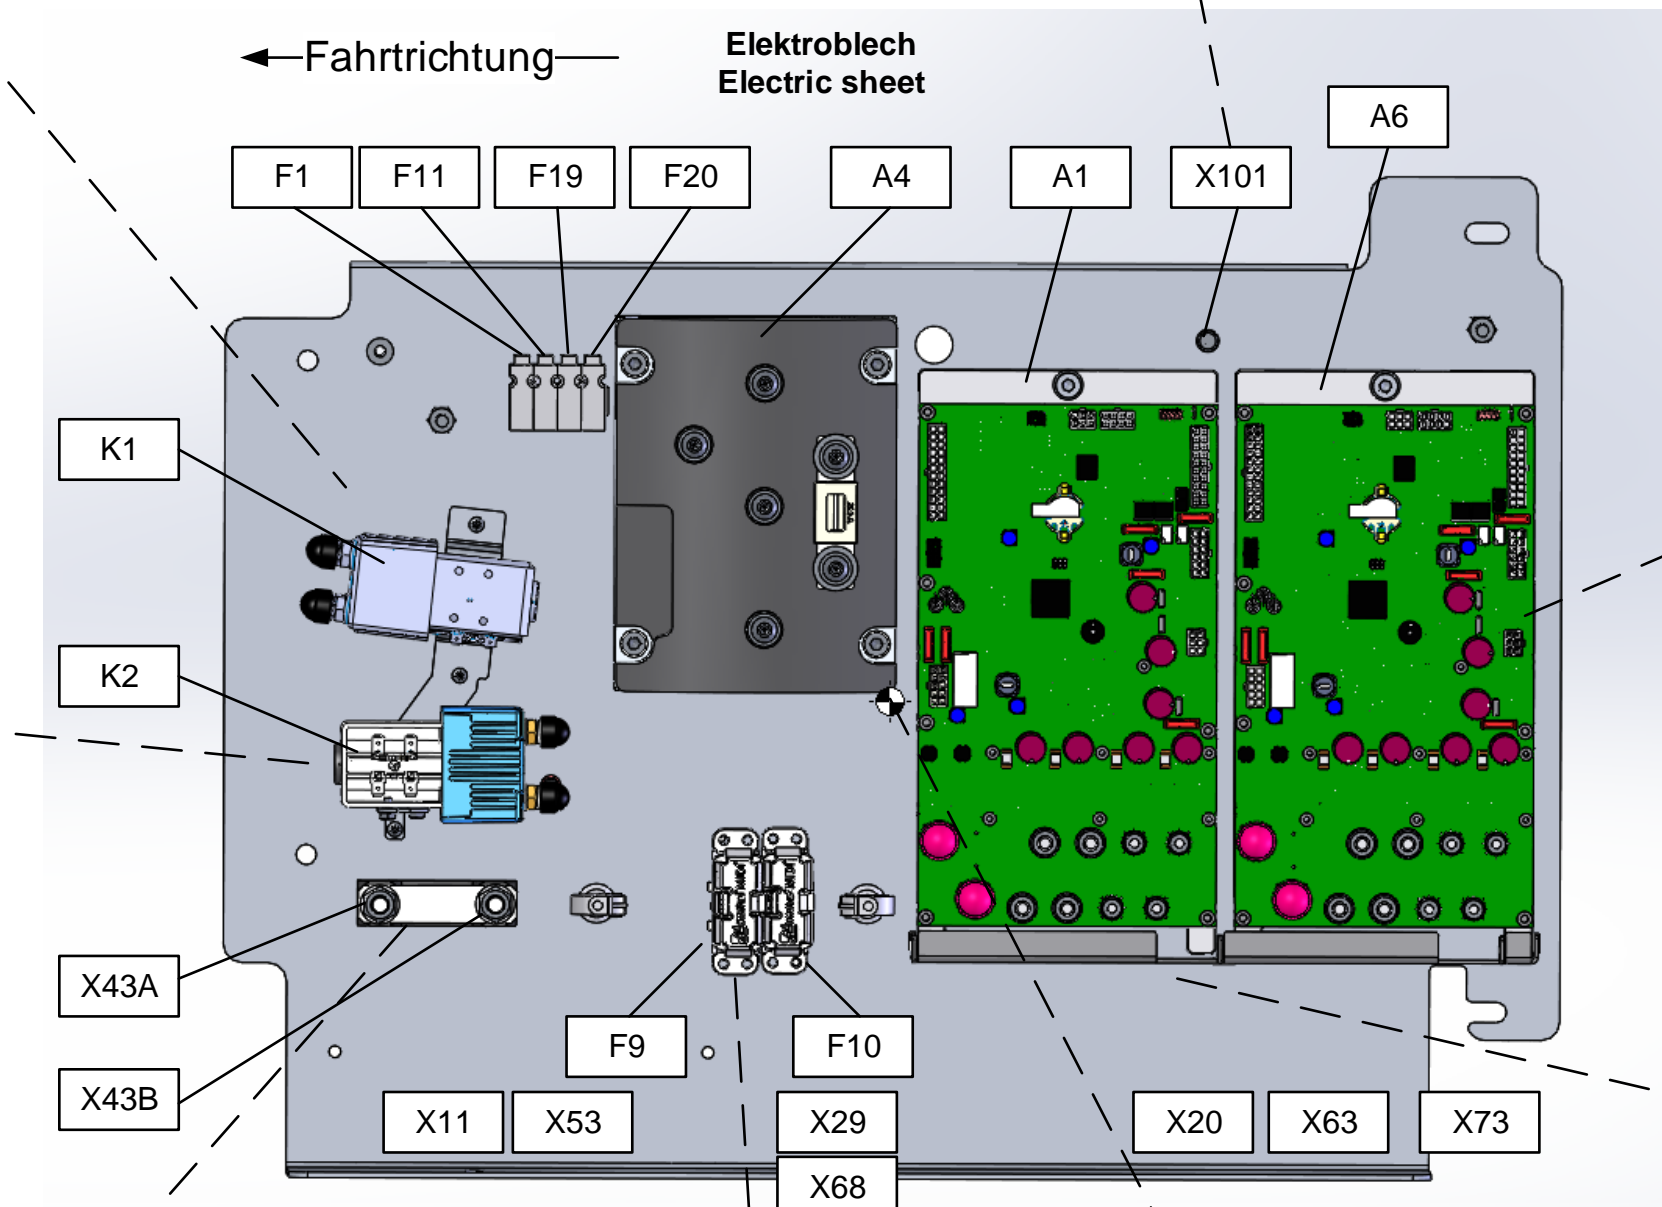 Fahrtrichtung
Elektroblech
Electric sheet
A6
F1 F11 F19 F20 A4 A1 X101
K1
K2
X43A
F9 F10
X43B
X11 X53 X29 X20 X63 X73
X68